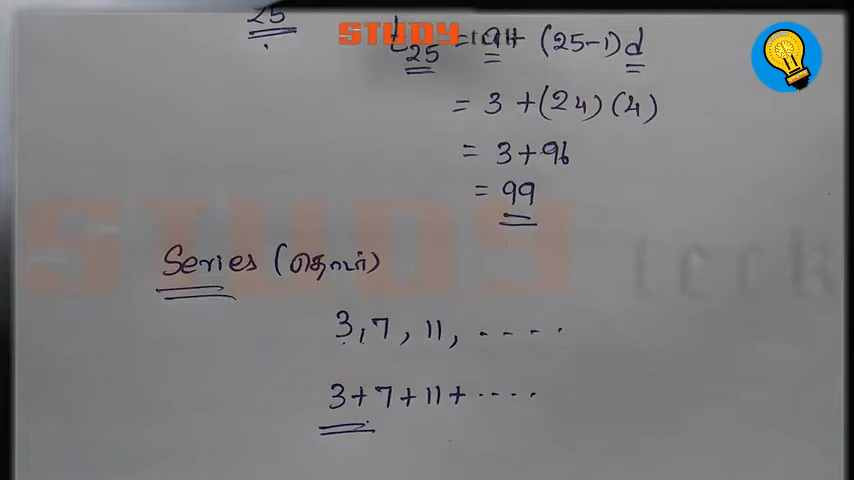 25
t25 = a + (25-1)d
= 3 + (24) (4)
= 3 + 96
= 99
Series (தொடர்)
3, 7, 11, ....
3 + 7 + 11 + ....
STUDY teck